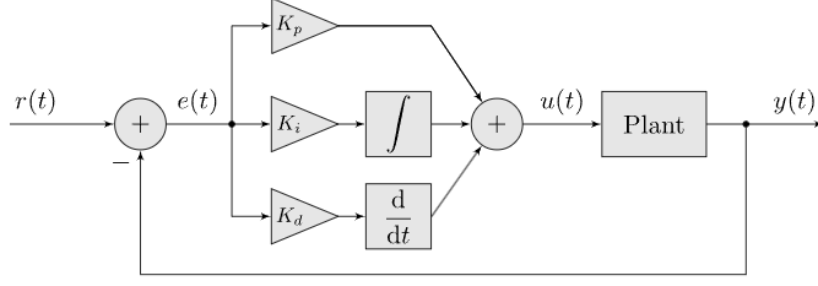 K_p
r(t)
+
−
e(t)
K_i
∫
+
u(t)
Plant
y(t)
K_d
d
dt